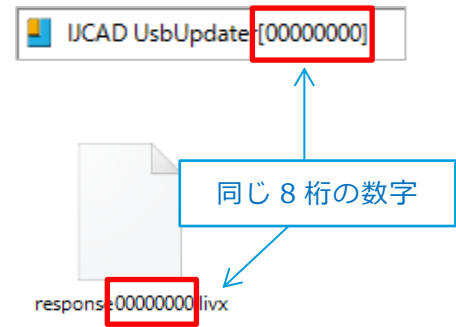 IJCAD UsbUpdater[00000000]
同じ 8 桁の数字
response00000000.livx